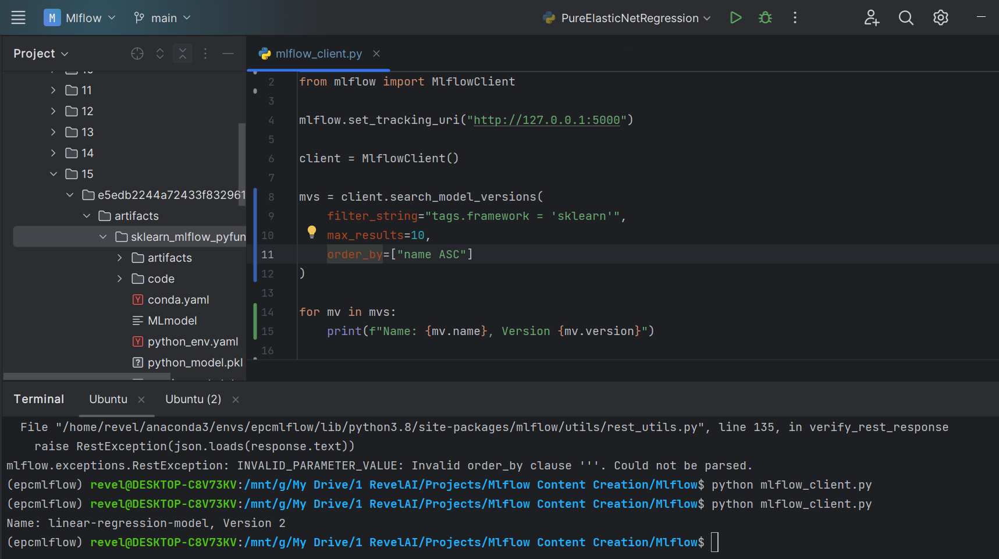 M Mlflow main PureElasticNetRegression
Project
mlflow_client.py
11
12
13
14
15
e5edb2244a72433f832961
artifacts
sklearn_mlflow_pyfun
artifacts
code
Y conda.yaml
MLmodel
Y python_env.yaml
? python_model.pkl
2 from mlflow import MlflowClient
3
4 mlflow.set_tracking_uri("http://127.0.0.1:5000")
5
6 client = MlflowClient()
7
8 mvs = client.search_model_versions(
9 filter_string="tags.framework = 'sklearn'",
10 max_results=10,
11 order_by=["name ASC"]
12 )
13
14 for mv in mvs:
15 print(f"Name: {mv.name}, Version {mv.version}")
16
Terminal Ubuntu Ubuntu (2)
File "/home/revel/anaconda3/envs/epcmlflow/lib/python3.8/site-packages/mlflow/utils/rest_utils.py", line 135, in verify_rest_response
raise RestException(json.loads(response.text))
mlflow.exceptions.RestException: INVALID_PARAMETER_VALUE: Invalid order_by clause '''. Could not be parsed.
(epcmlflow) revel@DESKTOP-C8V73KV:/mnt/g/My Drive/1 RevelAI/Projects/Mlflow Content Creation/Mlflow$ python mlflow_client.py
(epcmlflow) revel@DESKTOP-C8V73KV:/mnt/g/My Drive/1 RevelAI/Projects/Mlflow Content Creation/Mlflow$ python mlflow_client.py
Name: linear-regression-model, Version 2
(epcmlflow) revel@DESKTOP-C8V73KV:/mnt/g/My Drive/1 RevelAI/Projects/Mlflow Content Creation/Mlflow$